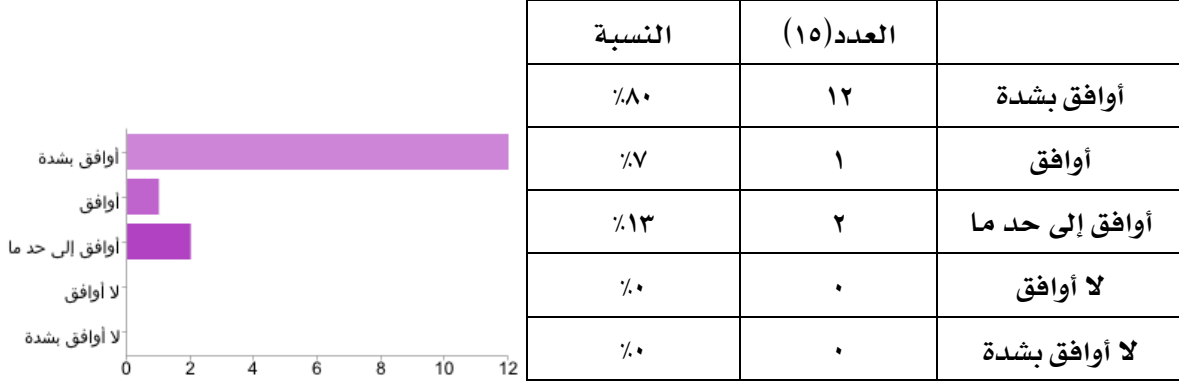 العدد(١٥) النسبة
أوافق بشدة ١٢ ٨٠٪
أوافق ١ ٧٪
أوافق إلى حد ما ٢ ١٣٪
لا أوافق ٠ ٠٪
لا أوافق بشدة ٠ ٠٪
أوافق بشدة
أوافق
أوافق إلى حد ما
لا أوافق
لا أوافق بشدة
0 2 4 6 8 10 12